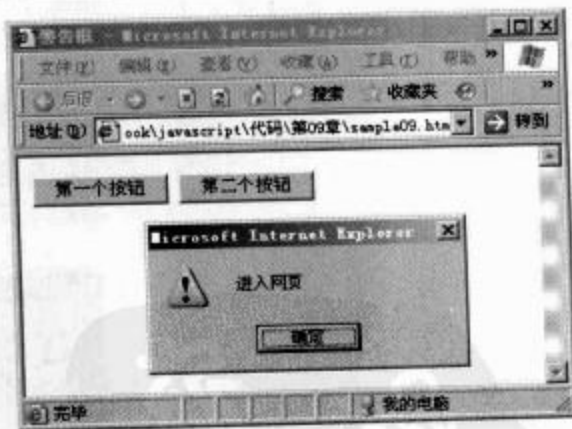 警告框 - Microsoft Internet Explorer
文件(F) 编辑(E) 查看(V) 收藏(A) 工具(T) 帮助 »
后退 搜索 收藏夹 »
地址(D) ook\javascript\代码\第09章\sample09.htm 转到
第一个按钮 第二个按钮
Microsoft Internet Explorer
进入网页
确定
完毕 我的电脑